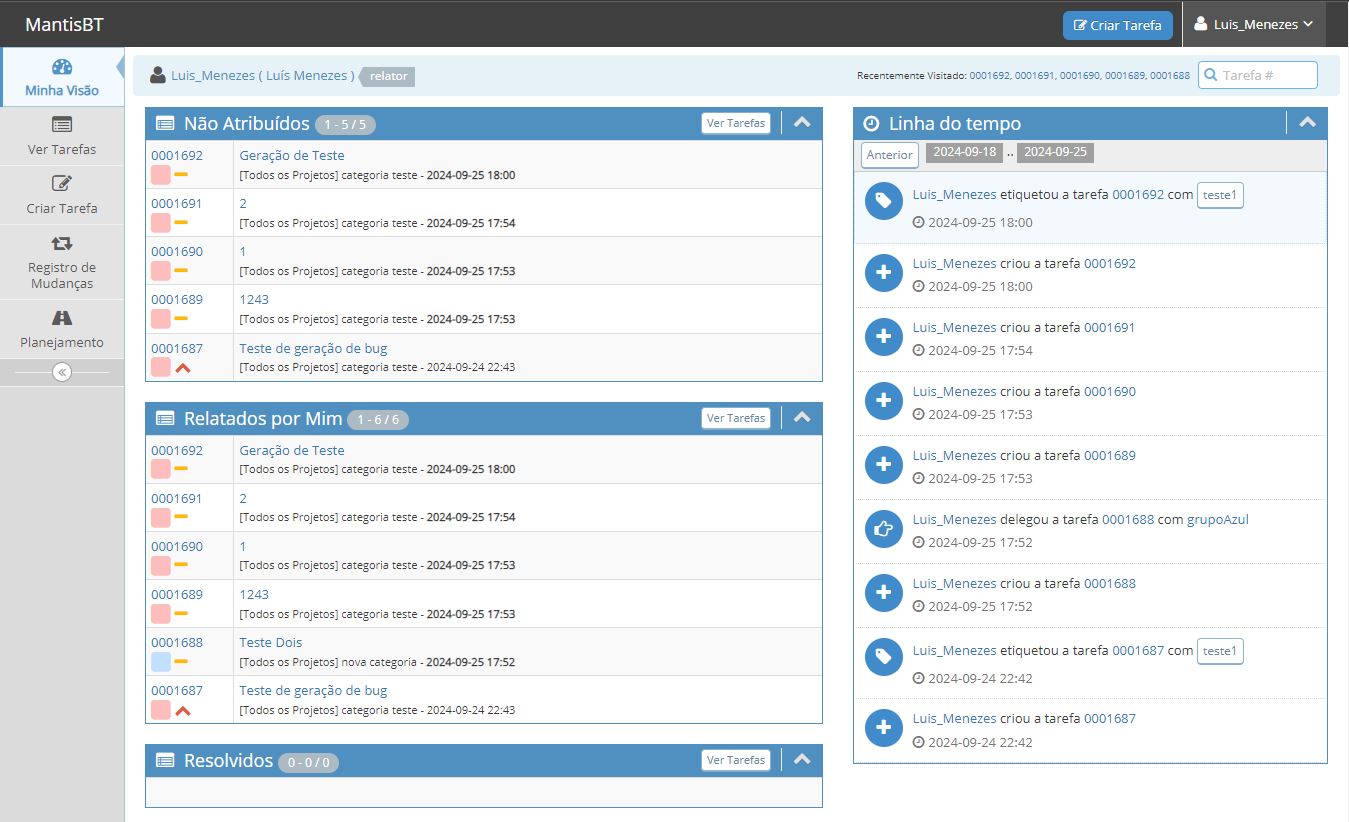 MantisBT
Criar Tarefa
Luis_Menezes
Minha Visão
Ver Tarefas
Criar Tarefa
Registro de
Mudanças
Planejamento
Luis_Menezes ( Luís Menezes )
relator
Recentemente Visitado: 0001692, 0001691, 0001690, 0001689, 0001688
Tarefa #
Não Atribuídos 1 - 5 / 5
Ver Tarefas
0001692
Geração de Teste
[Todos os Projetos] categoria teste - 2024-09-25 18:00
0001691
2
[Todos os Projetos] categoria teste - 2024-09-25 17:54
0001690
1
[Todos os Projetos] categoria teste - 2024-09-25 17:53
0001689
1243
[Todos os Projetos] categoria teste - 2024-09-25 17:53
0001687
Teste de geração de bug
[Todos os Projetos] categoria teste - 2024-09-24 22:43
Relatados por Mim 1 - 6 / 6
Ver Tarefas
0001692
Geração de Teste
[Todos os Projetos] categoria teste - 2024-09-25 18:00
0001691
2
[Todos os Projetos] categoria teste - 2024-09-25 17:54
0001690
1
[Todos os Projetos] categoria teste - 2024-09-25 17:53
0001689
1243
[Todos os Projetos] categoria teste - 2024-09-25 17:53
0001688
Teste Dois
[Todos os Projetos] nova categoria - 2024-09-25 17:52
0001687
Teste de geração de bug
[Todos os Projetos] categoria teste - 2024-09-24 22:43
Resolvidos 0 - 0 / 0
Ver Tarefas
Linha do tempo
Anterior 2024-09-18 .. 2024-09-25
Luis_Menezes etiquetou a tarefa 0001692 com teste1
2024-09-25 18:00
Luis_Menezes criou a tarefa 0001692
2024-09-25 18:00
Luis_Menezes criou a tarefa 0001691
2024-09-25 17:54
Luis_Menezes criou a tarefa 0001690
2024-09-25 17:53
Luis_Menezes criou a tarefa 0001689
2024-09-25 17:53
Luis_Menezes delegou a tarefa 0001688 com grupoAzul
2024-09-25 17:52
Luis_Menezes criou a tarefa 0001688
2024-09-25 17:52
Luis_Menezes etiquetou a tarefa 0001687 com teste1
2024-09-24 22:42
Luis_Menezes criou a tarefa 0001687
2024-09-24 22:42